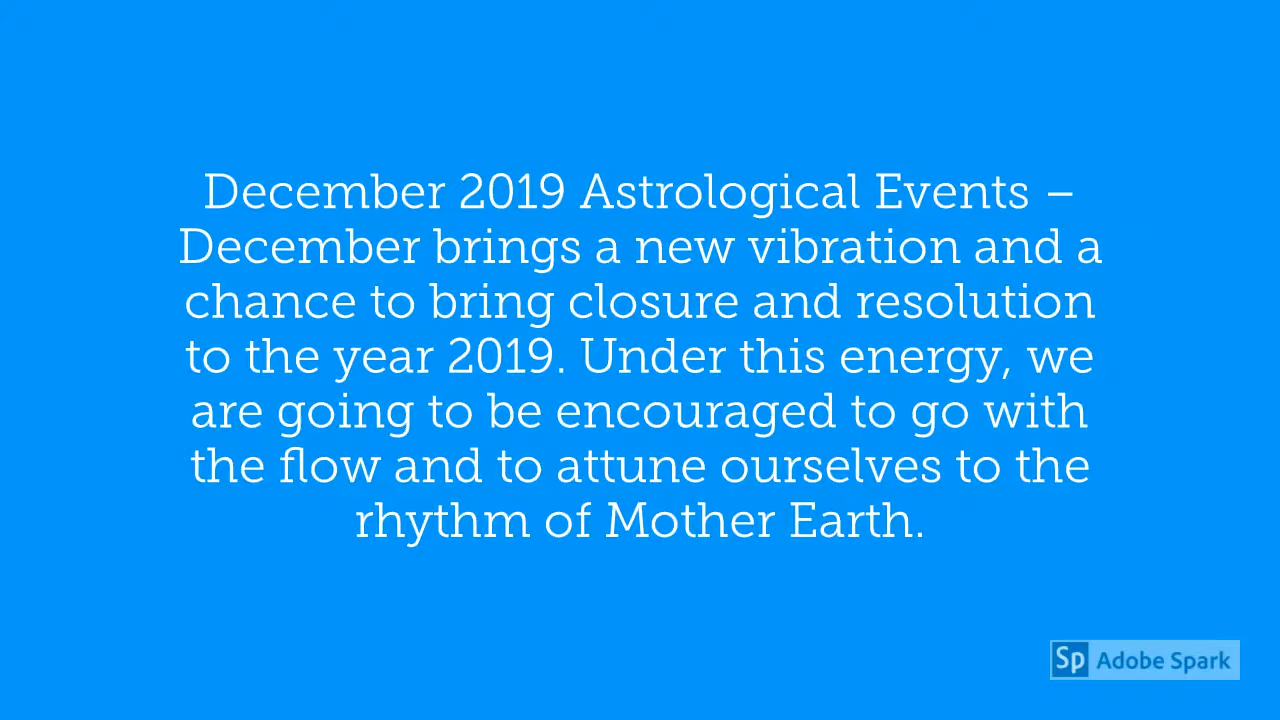 December 2019 Astrological Events –
December brings a new vibration and a
chance to bring closure and resolution
to the year 2019. Under this energy, we
are going to be encouraged to go with
the flow and to attune ourselves to the
rhythm of Mother Earth.
Sp Adobe Spark